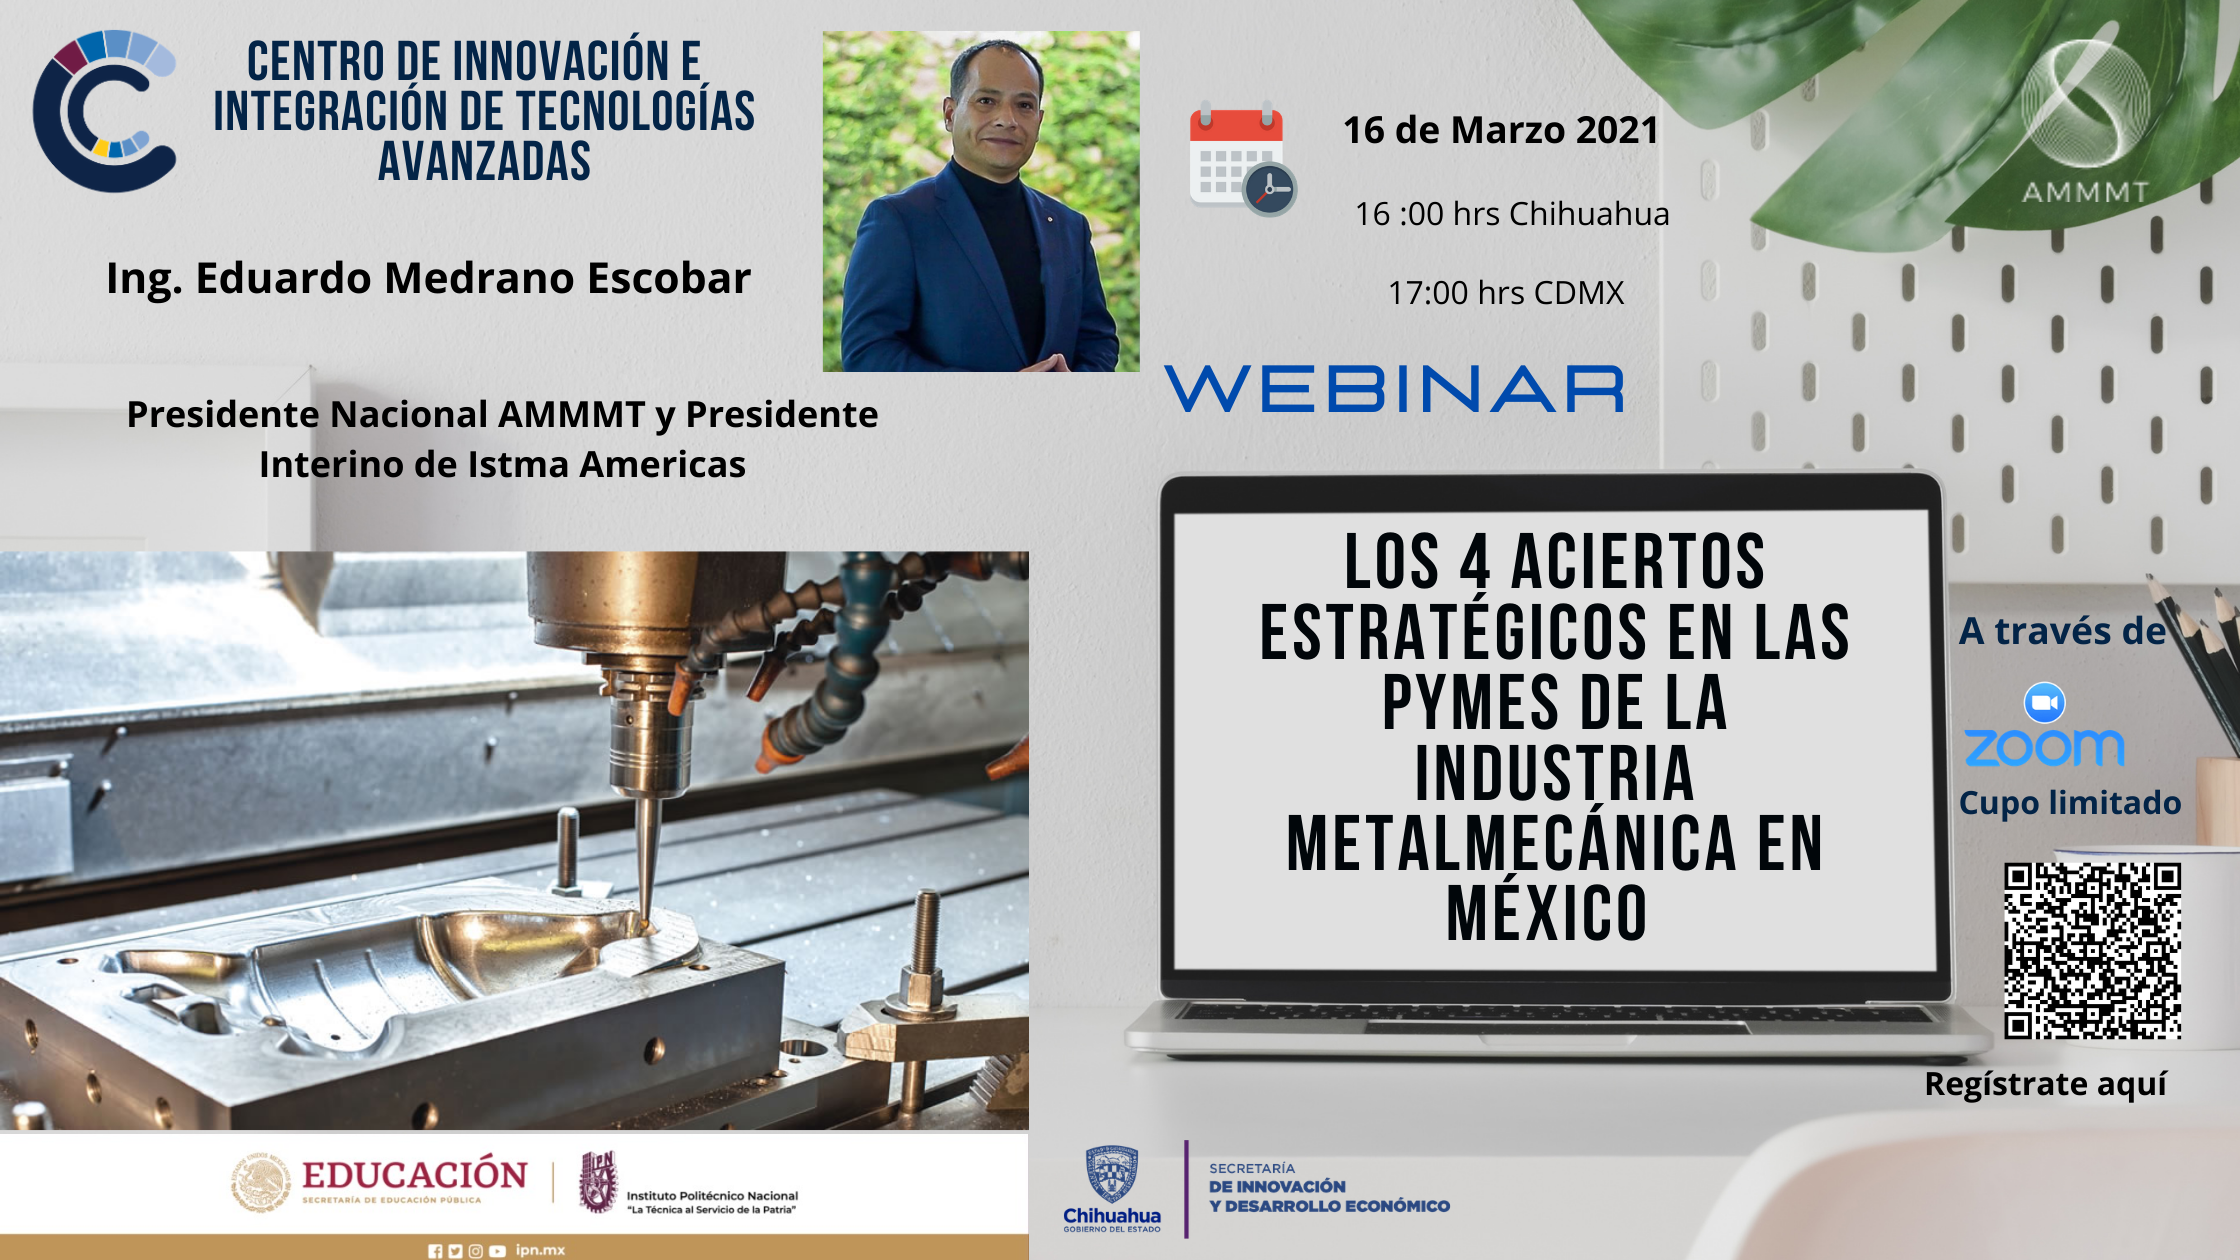 CENTRO DE INNOVACIÓN E
INTEGRACIÓN DE TECNOLOGÍAS
AVANZADAS
Ing. Eduardo Medrano Escobar
Presidente Nacional AMMMT y Presidente
Interino de Istma Americas
16 de Marzo 2021
16 :00 hrs Chihuahua
17:00 hrs CDMX
AMMMT
WEBINAR
LOS 4 ACIERTOS
ESTRATÉGICOS EN LAS
PYMES DE LA
INDUSTRIA
METALMECÁNICA EN
MÉXICO
A través de
zoom
Cupo limitado
Regístrate aquí
EDUCACIÓN
SECRETARÍA DE EDUCACIÓN PÚBLICA
IPN
Instituto Politécnico Nacional
"La Técnica al Servicio de la Patria"
ipn.mx
Chihuahua
GOBIERNO DEL ESTADO
SECRETARÍA
DE INNOVACIÓN
Y DESARROLLO ECONÓMICO